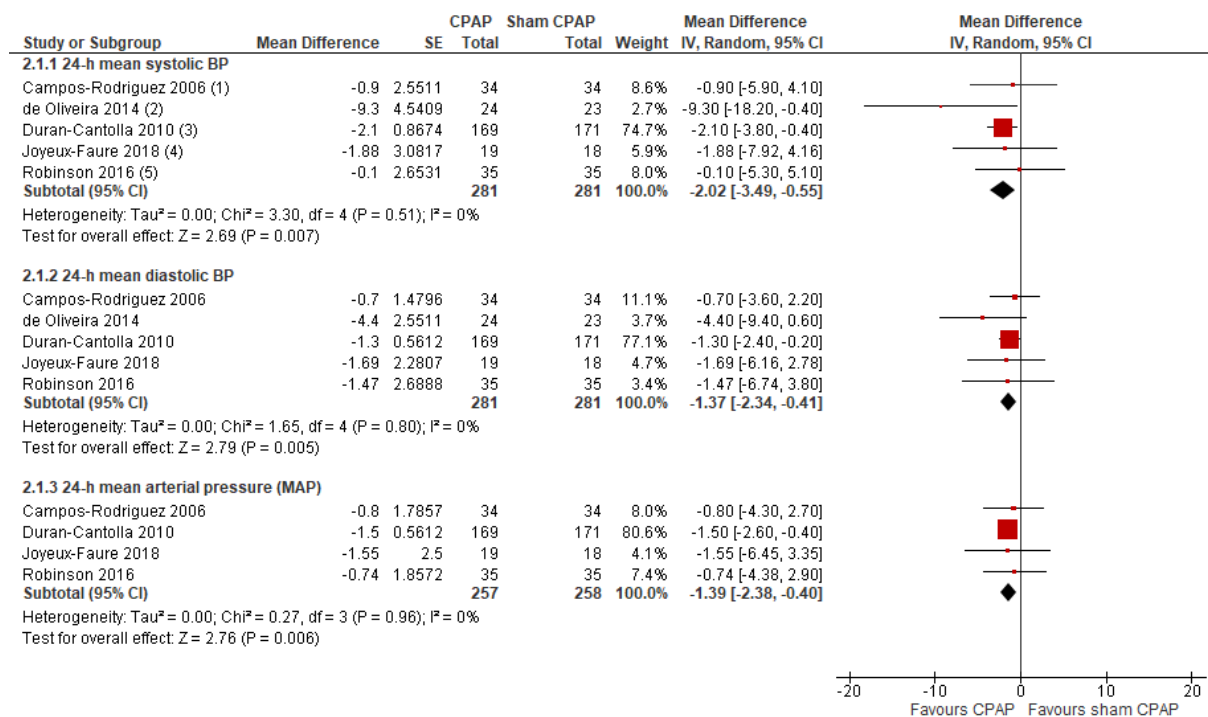 CPAP Sham CPAP Mean Difference Mean Difference
Study or Subgroup Mean Difference SE Total Total Weight IV, Random, 95% CI IV, Random, 95% CI
2.1.1 24-h mean systolic BP
Campos-Rodriguez 2006 (1) -0.9 2.5511 34 34 8.6% -0.90 [-5.90, 4.10]
de Oliveira 2014 (2) -9.3 4.5409 24 23 2.7% -9.30 [-18.20, -0.40]
Duran-Cantolla 2010 (3) -2.1 0.8674 169 171 74.7% -2.10 [-3.80, -0.40]
Joyeux-Faure 2018 (4) -1.88 3.0817 19 18 5.9% -1.88 [-7.92, 4.16]
Robinson 2016 (5) -0.1 2.6531 35 35 8.0% -0.10 [-5.30, 5.10]
Subtotal (95% CI) 281 281 100.0% -2.02 [-3.49, -0.55]
Heterogeneity: Tau² = 0.00; Chi² = 3.30, df = 4 (P = 0.51); I² = 0%
Test for overall effect: Z = 2.69 (P = 0.007)
2.1.2 24-h mean diastolic BP
Campos-Rodriguez 2006 -0.7 1.4796 34 34 11.1% -0.70 [-3.60, 2.20]
de Oliveira 2014 -4.4 2.5511 24 23 3.7% -4.40 [-9.40, 0.60]
Duran-Cantolla 2010 -1.3 0.5612 169 171 77.1% -1.30 [-2.40, -0.20]
Joyeux-Faure 2018 -1.69 2.2807 19 18 4.7% -1.69 [-6.16, 2.78]
Robinson 2016 -1.47 2.6888 35 35 3.4% -1.47 [-6.74, 3.80]
Subtotal (95% CI) 281 281 100.0% -1.37 [-2.34, -0.41]
Heterogeneity: Tau² = 0.00; Chi² = 1.65, df = 4 (P = 0.80); I² = 0%
Test for overall effect: Z = 2.79 (P = 0.005)
2.1.3 24-h mean arterial pressure (MAP)
Campos-Rodriguez 2006 -0.8 1.7857 34 34 8.0% -0.80 [-4.30, 2.70]
Duran-Cantolla 2010 -1.5 0.5612 169 171 80.6% -1.50 [-2.60, -0.40]
Joyeux-Faure 2018 -1.55 2.5 19 18 4.1% -1.55 [-6.45, 3.35]
Robinson 2016 -0.74 1.8572 35 35 7.4% -0.74 [-4.38, 2.90]
Subtotal (95% CI) 257 258 100.0% -1.39 [-2.38, -0.40]
Heterogeneity: Tau² = 0.00; Chi² = 0.27, df = 3 (P = 0.96); I² = 0%
Test for overall effect: Z = 2.76 (P = 0.006)
-20 -10 0 10 20
Favours CPAP Favours sham CPAP